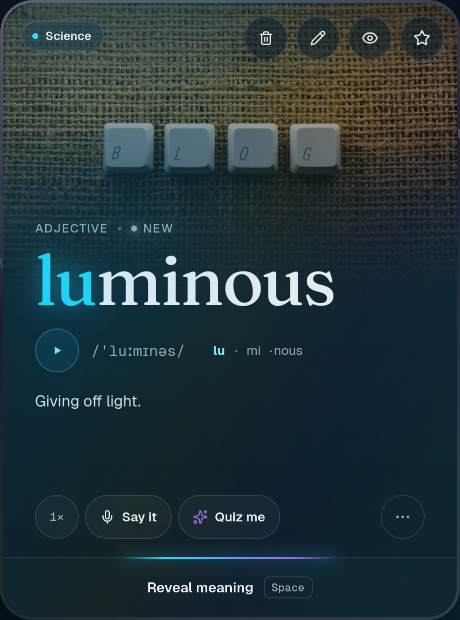 Science
B L O G
ADJECTIVE • NEW
luminous
/ˈluːmɪnəs/ lu · mi · nous
Giving off light.
1× Say it Quiz me ...
Reveal meaning Space